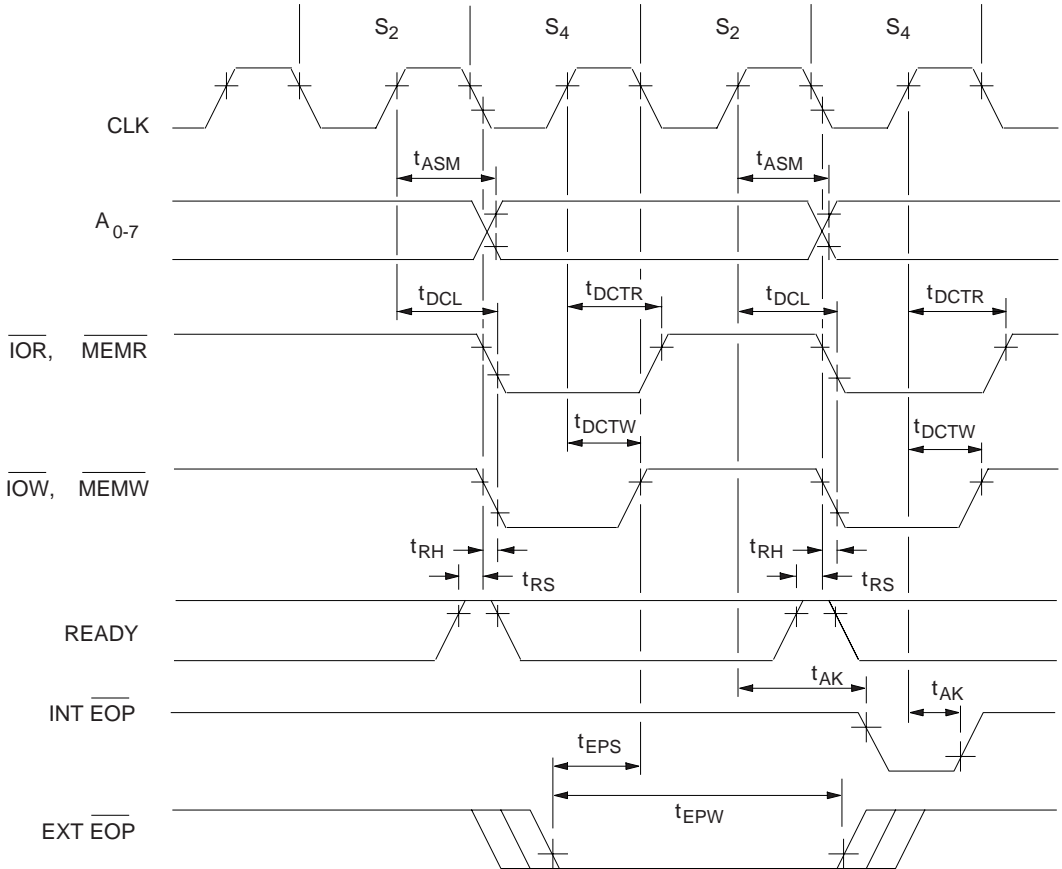 S2 S4 S2 S4
CLK
tASM tASM
A0-7
tDCL tDCTR tDCL tDCTR
IOR, MEMR
tDCTW tDCTW
IOW, MEMW
tRH tRH
tRS tRS
READY
tAK tAK
INT EOP
tEPS
tEPW
EXT EOP